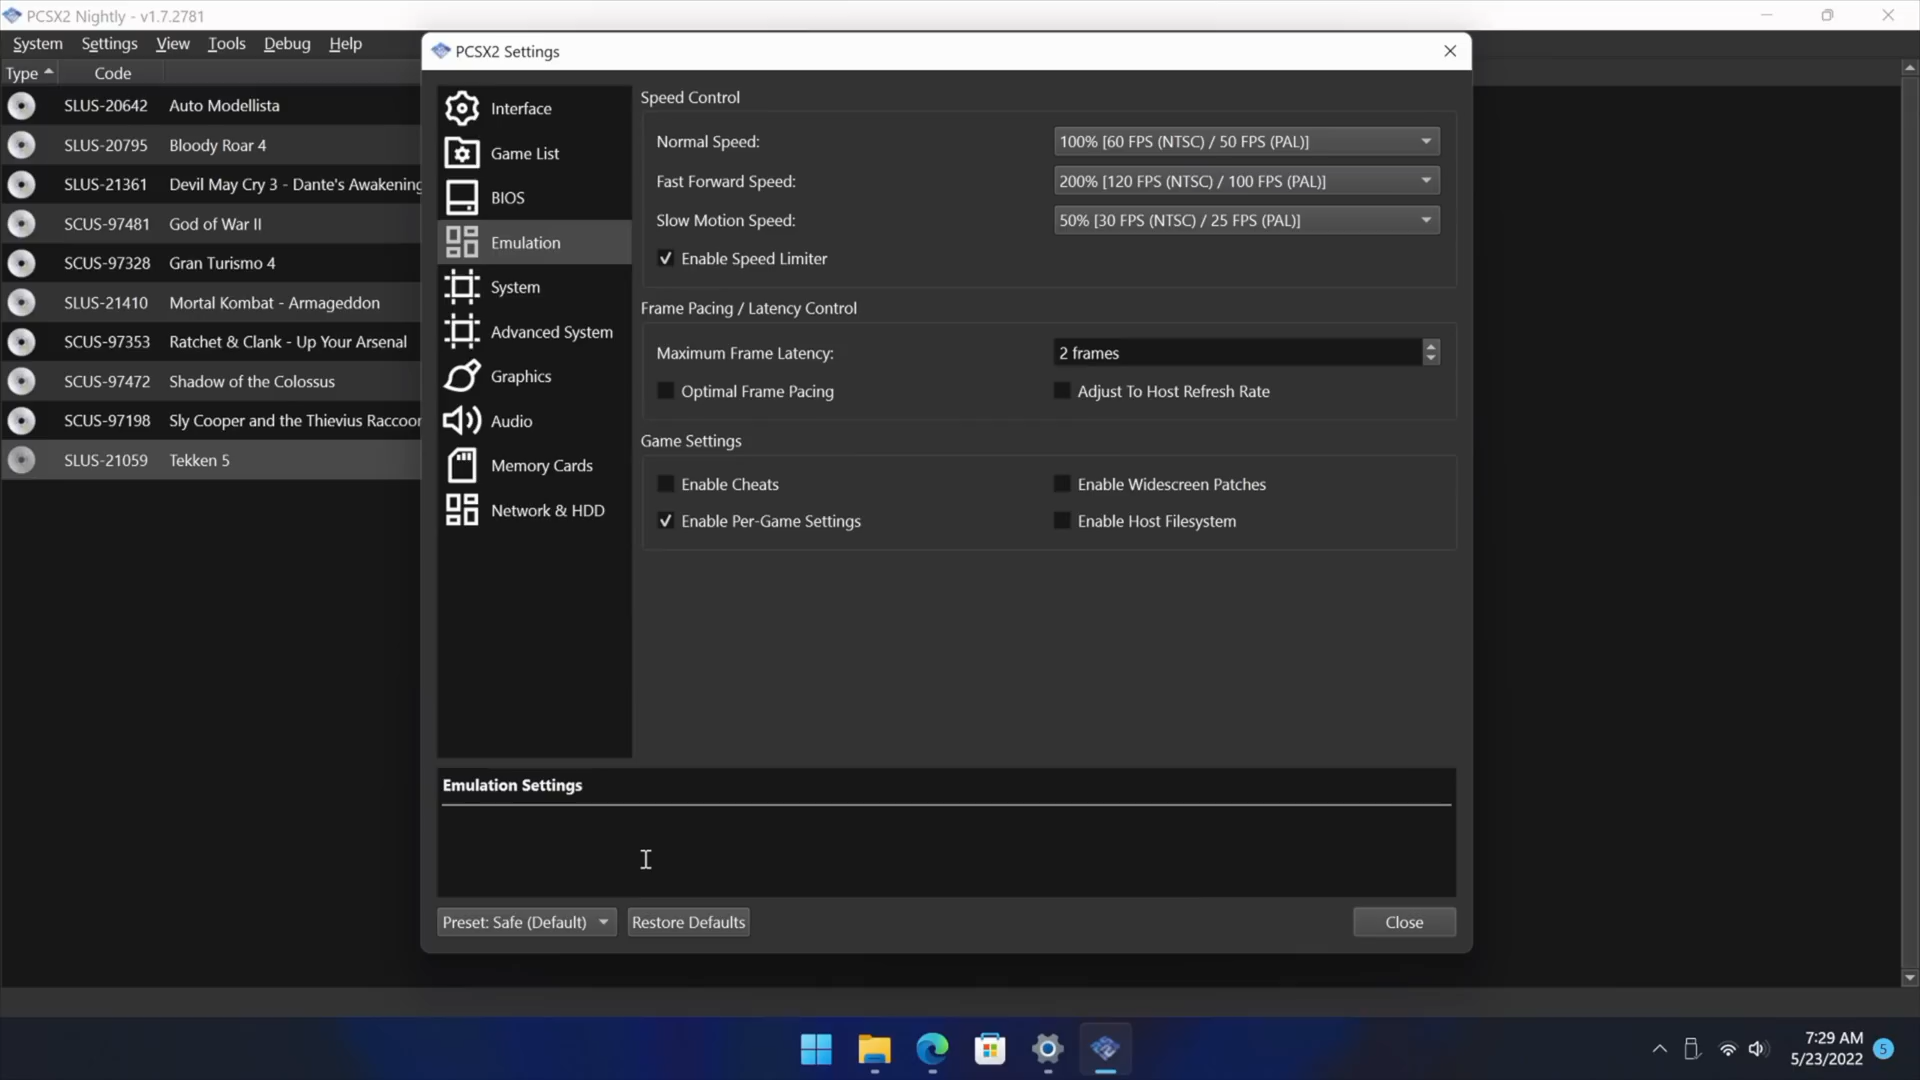 PCSX2 Nightly - v1.7.2781
System Settings View Tools Debug Help
Type Code
SLUS-20642 Auto Modellista
SLUS-20795 Bloody Roar 4
SLUS-21361 Devil May Cry 3 - Dante's Awakening
SCUS-97481 God of War II
SCUS-97328 Gran Turismo 4
SLUS-21410 Mortal Kombat - Armageddon
SCUS-97353 Ratchet & Clank - Up Your Arsenal
SCUS-97472 Shadow of the Colossus
SCUS-97198 Sly Cooper and the Thievius Raccoon
SLUS-21059 Tekken 5
PCSX2 Settings
Interface
Game List
BIOS
Emulation
System
Advanced System
Graphics
Audio
Memory Cards
Network & HDD
Speed Control
Normal Speed: 100% [60 FPS (NTSC) / 50 FPS (PAL)]
Fast Forward Speed: 200% [120 FPS (NTSC) / 100 FPS (PAL)]
Slow Motion Speed: 50% [30 FPS (NTSC) / 25 FPS (PAL)]
Enable Speed Limiter
Frame Pacing / Latency Control
Maximum Frame Latency: 2 frames
Optimal Frame Pacing Adjust To Host Refresh Rate
Game Settings
Enable Cheats Enable Widescreen Patches
Enable Per-Game Settings Enable Host Filesystem
Emulation Settings
Preset: Safe (Default) Restore Defaults Close
7:29 AM
5/23/2022 5